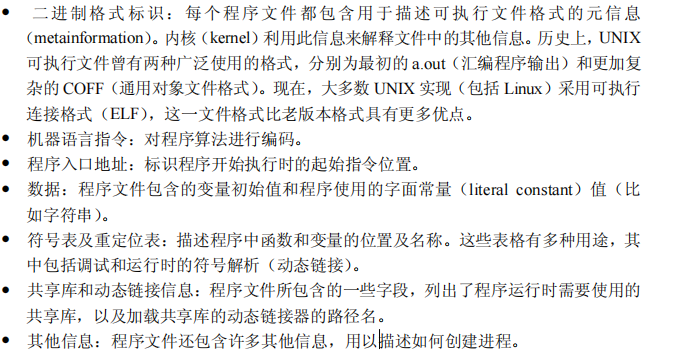 ● 二进制格式标识：每个程序文件都包含用于描述可执行文件格式的元信息
（metainformation）。内核（kernel）利用此信息来解释文件中的其他信息。历史上，UNIX
可执行文件曾有两种广泛使用的格式，分别为最初的 a.out（汇编程序输出）和更加复
杂的 COFF（通用对象文件格式）。现在，大多数 UNIX 实现（包括 Linux）采用可执行
连接格式（ELF），这一文件格式比老版本格式具有更多优点。
● 机器语言指令：对程序算法进行编码。
● 程序入口地址：标识程序开始执行时的起始指令位置。
● 数据：程序文件包含的变量初始值和程序使用的字面常量（literal constant）值（比
如字符串）。
● 符号表及重定位表：描述程序中函数和变量的位置及名称。这些表格有多种用途，其
中包括调试和运行时的符号解析（动态链接）。
● 共享库和动态链接信息：程序文件所包含的一些字段，列出了程序运行时需要使用的
共享库，以及加载共享库的动态链接器的路径名。
● 其他信息：程序文件还包含许多其他信息，用以描述如何创建进程。